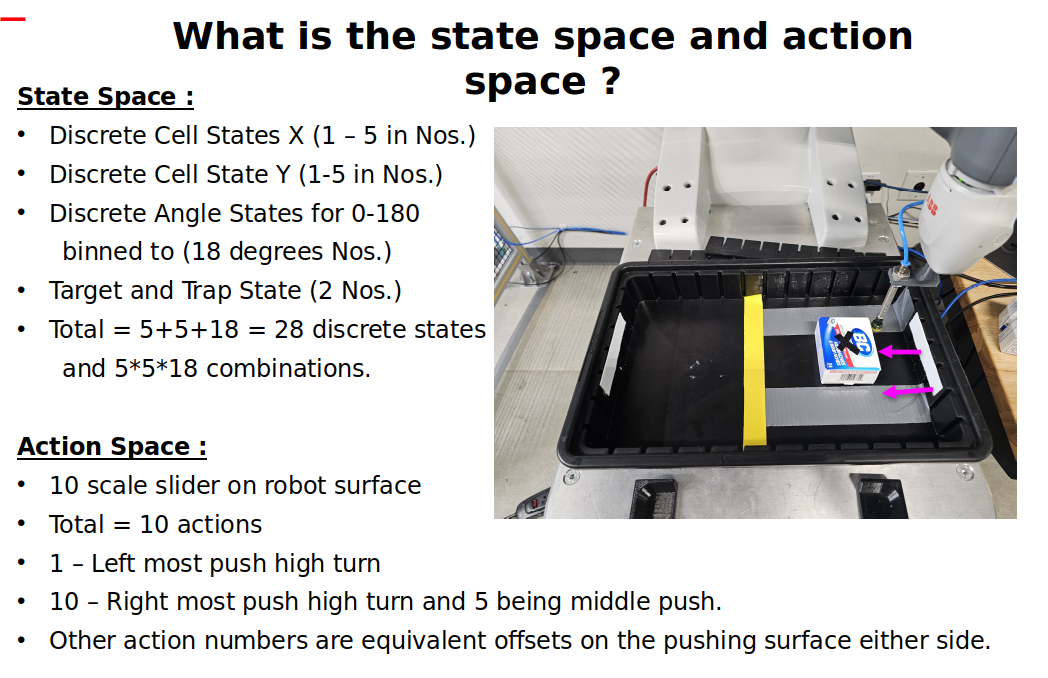 What is the state space and action
space ?
State Space :
• Discrete Cell States X (1 – 5 in Nos.)
• Discrete Cell State Y (1-5 in Nos.)
• Discrete Angle States for 0-180
binned to (18 degrees Nos.)
• Target and Trap State (2 Nos.)
• Total = 5+5+18 = 28 discrete states
and 5*5*18 combinations.
BC
ABB
Action Space :
• 10 scale slider on robot surface
• Total = 10 actions
• 1 – Left most push high turn
• 10 – Right most push high turn and 5 being middle push.
• Other action numbers are equivalent offsets on the pushing surface either side.